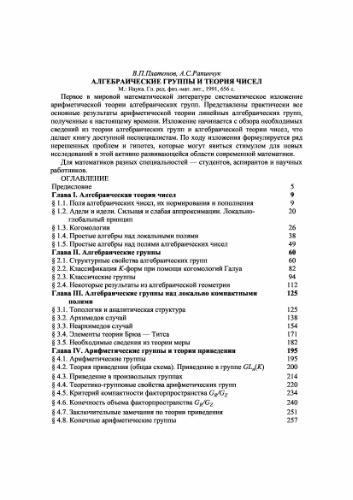 В.П.Платонов, А.С.Рапинчук
АЛГЕБРАИЧЕСКИЕ ГРУППЫ И ТЕОРИЯ ЧИСЕЛ
М.: Наука. Гл. ред. физ.-мат. лит., 1991, 656 с.
Первое в мировой математической литературе систематическое изложение
арифметической теории алгебраических групп. Представлены практически все
основные результаты арифметической теории линейных алгебраических групп,
полученные к настоящему времени. Изложение начинается с обзора необходимых
сведений из теории алгебраических групп и алгебраической теории чисел, что
делает книгу доступной неспециалистам. По ходу изложения формулируется ряд
нерешенных проблем и гипотез, которые могут явиться стимулом для новых
исследований в этой активно развивающейся области современной математики.
Для математиков разных специальностей — студентов, аспирантов и научных
работников.
ОГЛАВЛЕНИЕ
Предисловие 5
Глава I. Алгебраическая теория чисел 9
§ 1.1. Поля алгебраических чисел, их нормирования и пополнения 9
§ 1.2. Адели и идели. Сильная и слабая аппроксимации. Локально-
глобальный принцип 20
§ 1.3. Когомологии 26
§ 1.4. Простые алгебры над локальными полями 38
§ 1.5. Простые алгебры над полями алгебраических чисел 49
Глава II. Алгебраические группы 60
§ 2.1. Структурные свойства алгебраических групп 60
§ 2.2. Классификация K-форм при помощи когомологий Галуа 82
§ 2.3. Классические группы 94
§ 2.4. Некоторые результаты из алгебраической геометрии 112
Глава III. Алгебраические группы над локально компактными 125
полями
§ 3.1. Топология и аналитическая структура 125
§ 3.2. Архимедов случай 138
§ 3.3. Неархимедов случай 154
§ 3.4. Элементы теории Брюа — Титса 171
§ 3.5. Необходимые сведения из теории меры 182
Глава IV. Арифметические группы и теория приведения 195
§ 4.1. Арифметические группы 195
§ 4.2. Теория приведения (общая схема). Приведение в группе GLₙ(K) 200
§ 4.3. Приведение в произвольных группах 214
§ 4.4. Теоретико-групповые свойства арифметических групп 220
§ 4.5. Критерий компактности факторпространства G_R/G_Z 234
§ 4.6. Конечность объема факторпространства G_R/G_Z 240
§ 4.7. Заключительные замечания по теории приведения 251
§ 4.8. Конечные арифметические группы 257